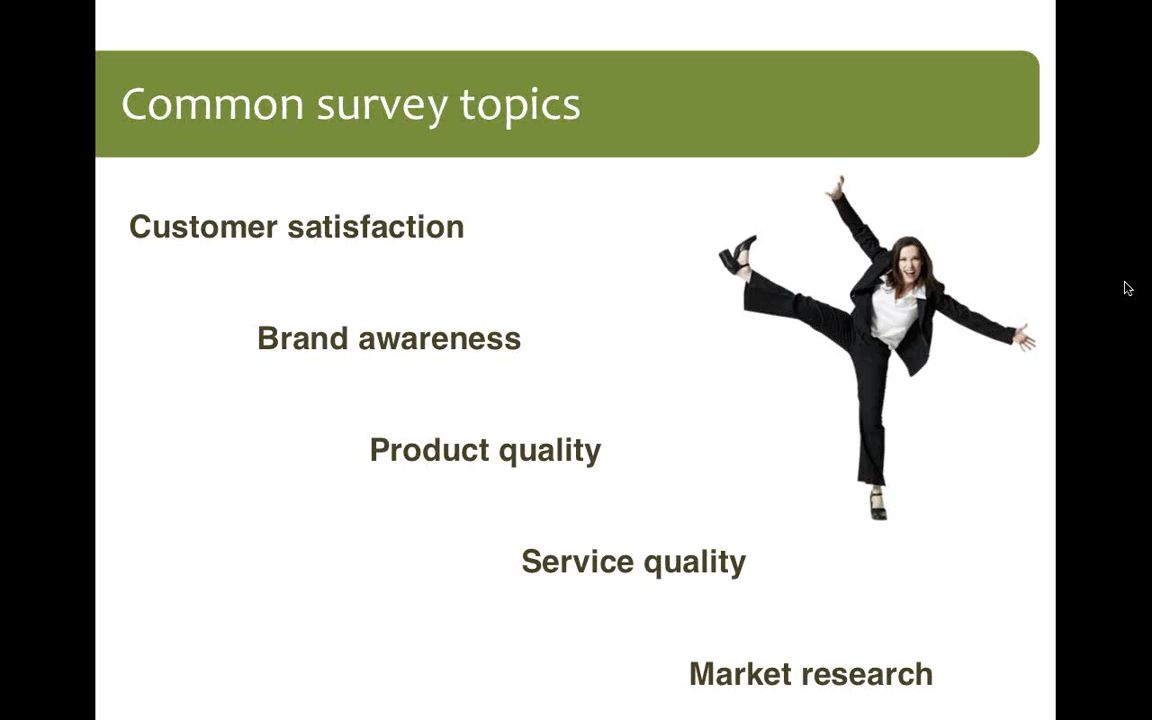 Common survey topics
Customer satisfaction
Brand awareness
Product quality
Service quality
Market research